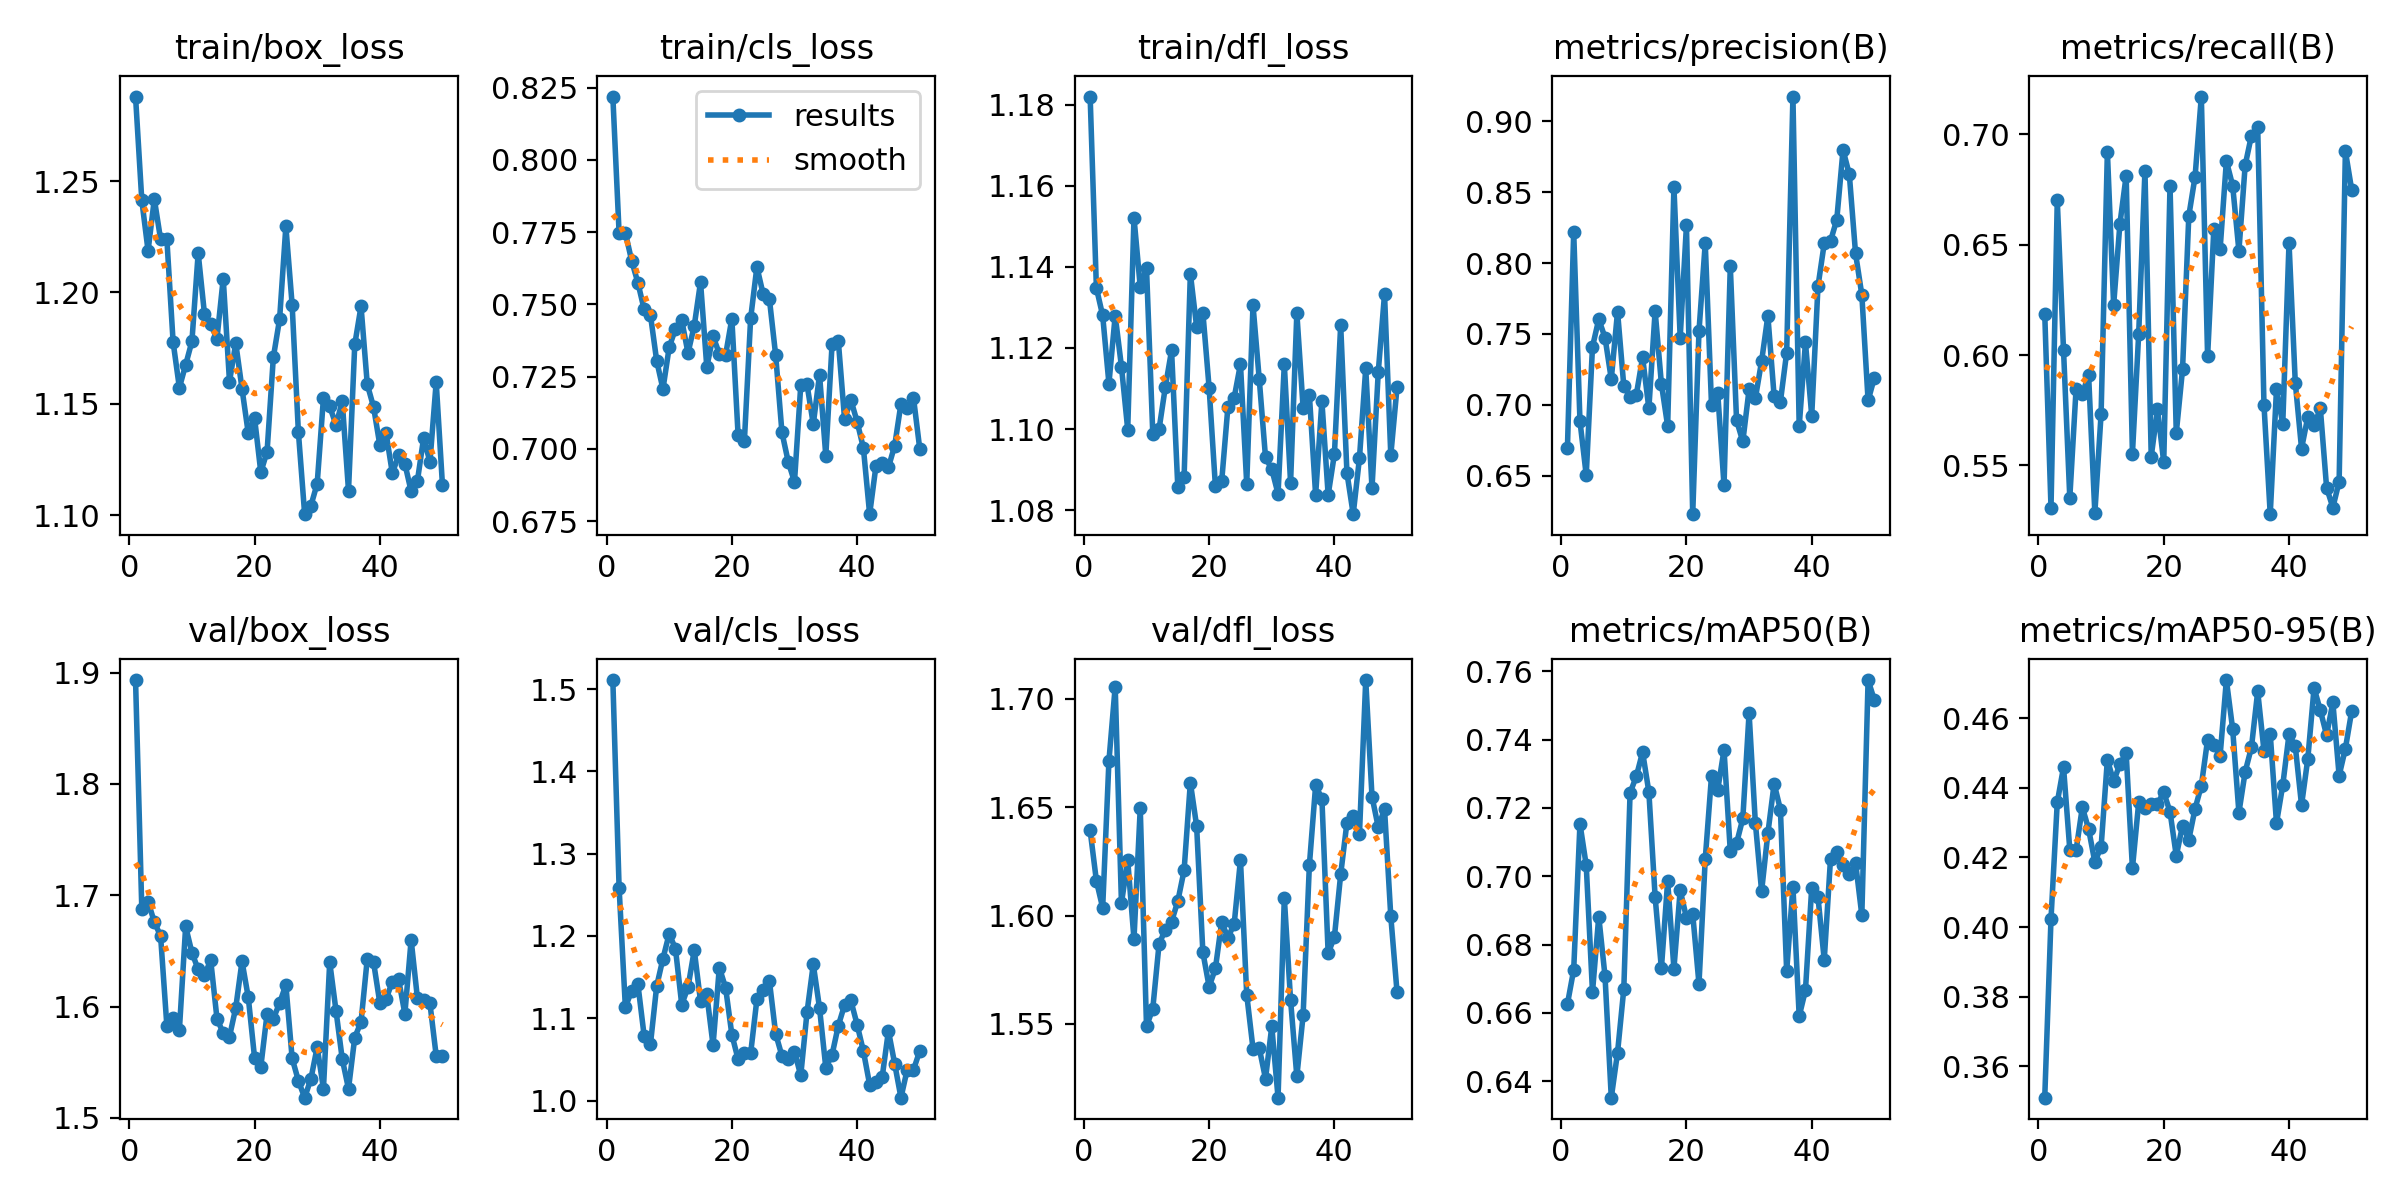 train/box_loss
1.25
1.20
1.15
1.10
0 20 40
train/cls_loss
0.825
0.800
0.775
0.750
0.725
0.700
0.675
results
smooth
0 20 40
train/dfl_loss
1.18
1.16
1.14
1.12
1.10
1.08
0 20 40
metrics/precision(B)
0.90
0.85
0.80
0.75
0.70
0.65
0 20 40
metrics/recall(B)
0.70
0.65
0.60
0.55
0 20 40
val/box_loss
1.9
1.8
1.7
1.6
1.5
0 20 40
val/cls_loss
1.5
1.4
1.3
1.2
1.1
1.0
0 20 40
val/dfl_loss
1.70
1.65
1.60
1.55
0 20 40
metrics/mAP50(B)
0.76
0.74
0.72
0.70
0.68
0.66
0.64
0 20 40
metrics/mAP50-95(B)
0.46
0.44
0.42
0.40
0.38
0.36
0 20 40